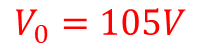 V₀ = 105V